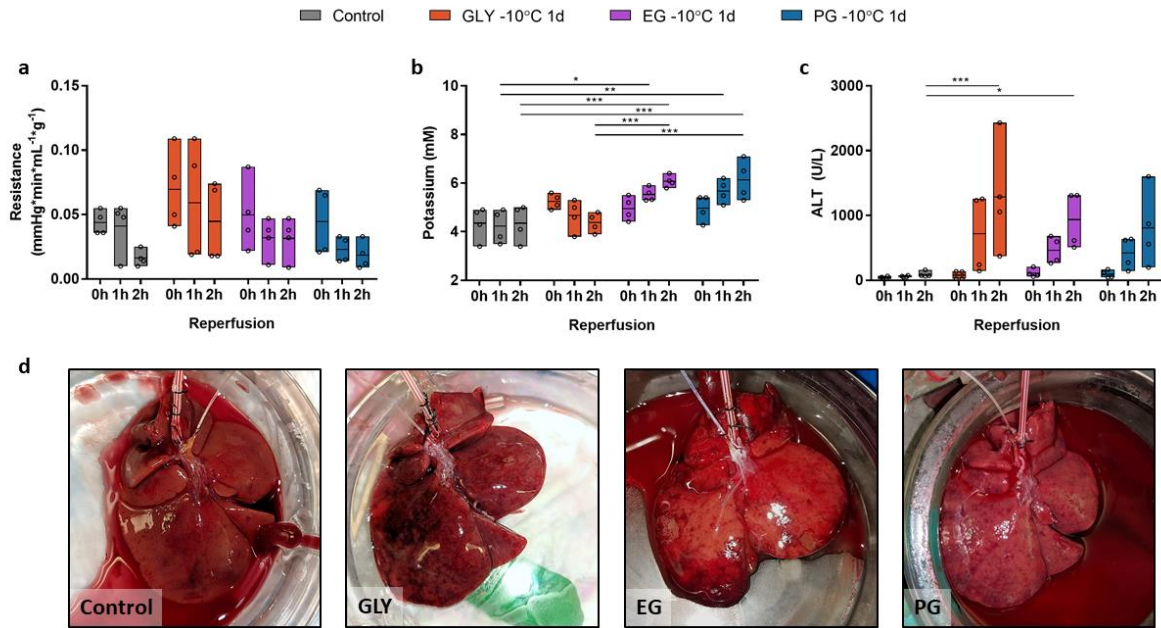 Control GLY -10°C 1d EG -10°C 1d PG -10°C 1d
a b c
0.15
0.10
0.05
0.00
Resistance
(mmHg*min*mL⁻¹*g⁻¹)
0h 1h 2h 0h 1h 2h 0h 1h 2h 0h 1h 2h
Reperfusion
10
8
6
4
2
Potassium (mM)
*
**
***
***
***
***
0h 1h 2h 0h 1h 2h 0h 1h 2h 0h 1h 2h
Reperfusion
3000
2000
1000
0
ALT (U/L)
***
*
0h 1h 2h 0h 1h 2h 0h 1h 2h 0h 1h 2h
Reperfusion
d
Control GLY EG PG